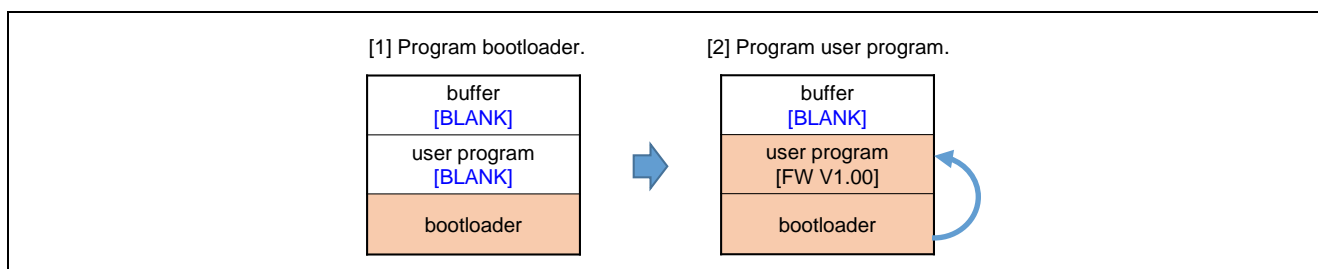 [1] Program bootloader.
buffer
[BLANK]
user program
[BLANK]
bootloader
[2] Program user program.
buffer
[BLANK]
user program
[FW V1.00]
bootloader